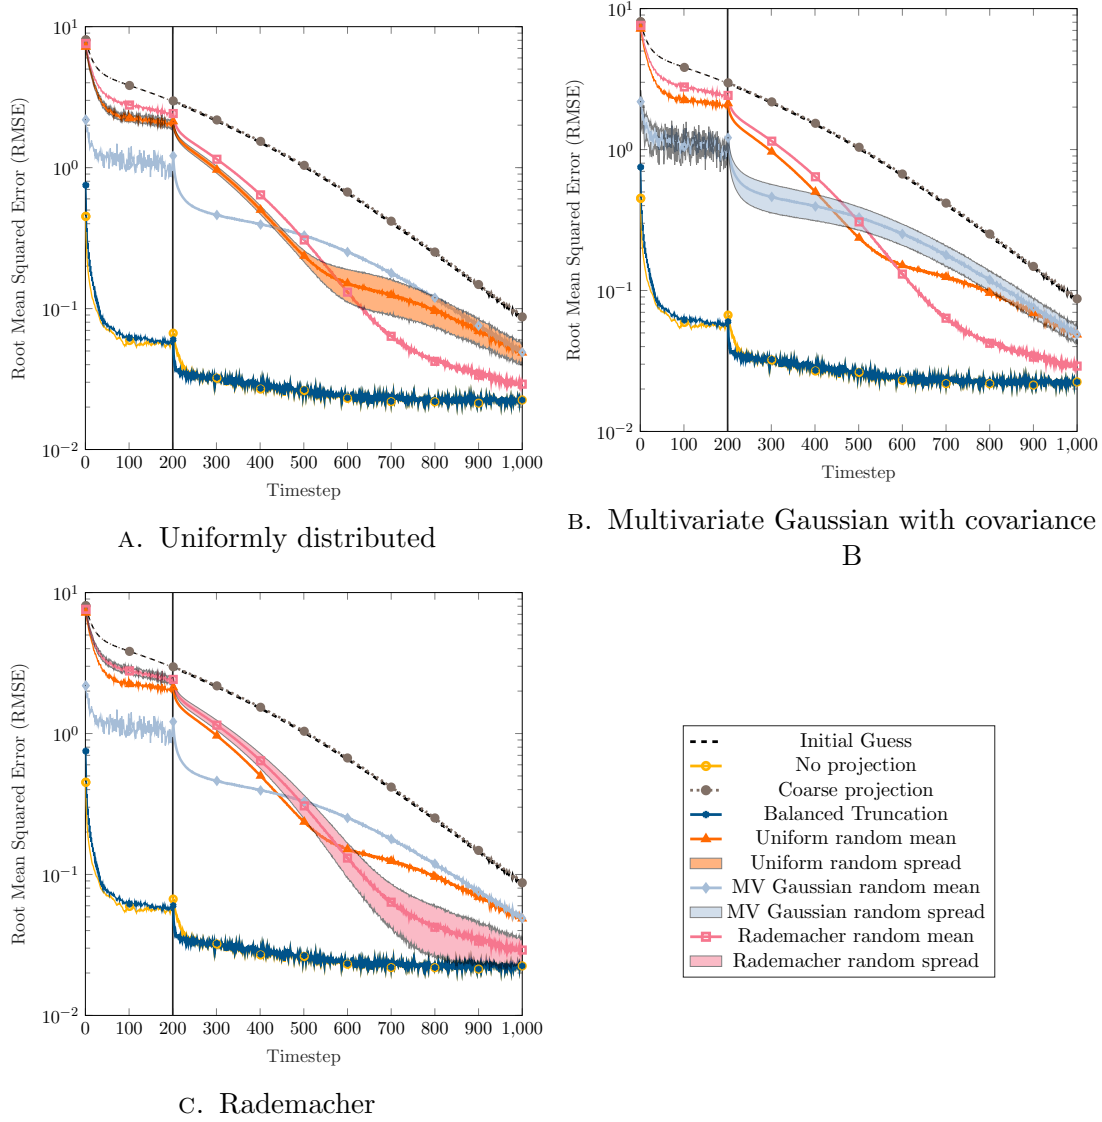 10^1
10^0
10^−1
10^−2
Root Mean Squared Error (RMSE)
0 100 200 300 400 500 600 700 800 900 1,000
Timestep
A. Uniformly distributed
10^1
10^0
10^−1
10^−2
Root Mean Squared Error (RMSE)
0 100 200 300 400 500 600 700 800 900 1,000
Timestep
B. Multivariate Gaussian with covariance
B
10^1
10^0
10^−1
10^−2
Root Mean Squared Error (RMSE)
0 100 200 300 400 500 600 700 800 900 1,000
Timestep
C. Rademacher
Initial Guess
No projection
Coarse projection
Balanced Truncation
Uniform random mean
Uniform random spread
MV Gaussian random mean
MV Gaussian random spread
Rademacher random mean
Rademacher random spread